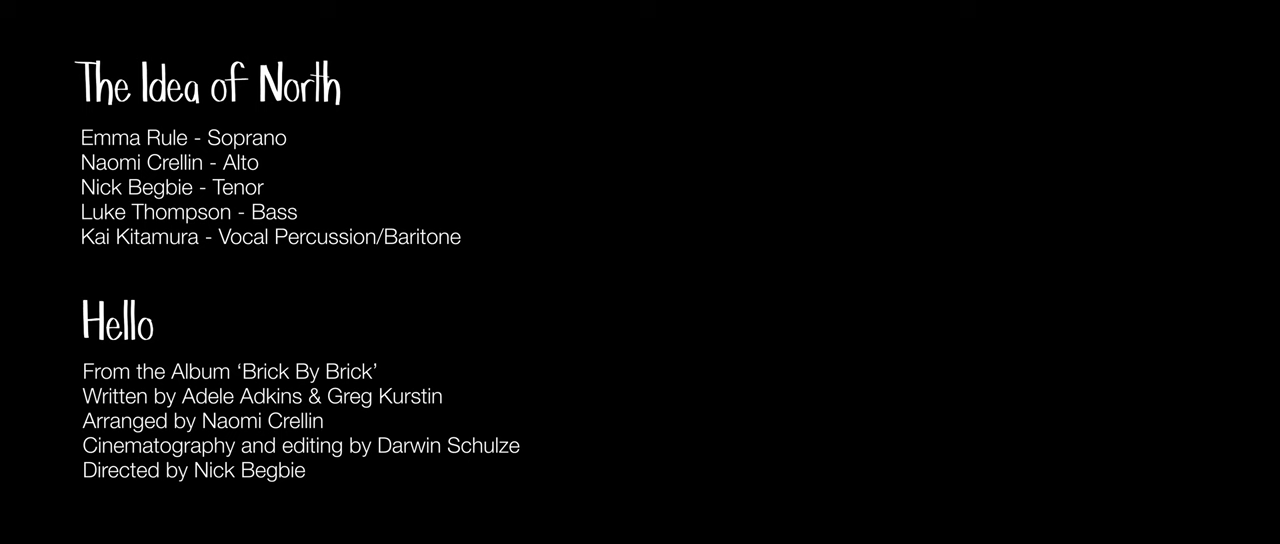 The Idea of North
Emma Rule - Soprano
Naomi Crellin - Alto
Nick Begbie - Tenor
Luke Thompson - Bass
Kai Kitamura - Vocal Percussion/Baritone
Hello
From the Album ‘Brick By Brick’
Written by Adele Adkins & Greg Kurstin
Arranged by Naomi Crellin
Cinematography and editing by Darwin Schulze
Directed by Nick Begbie